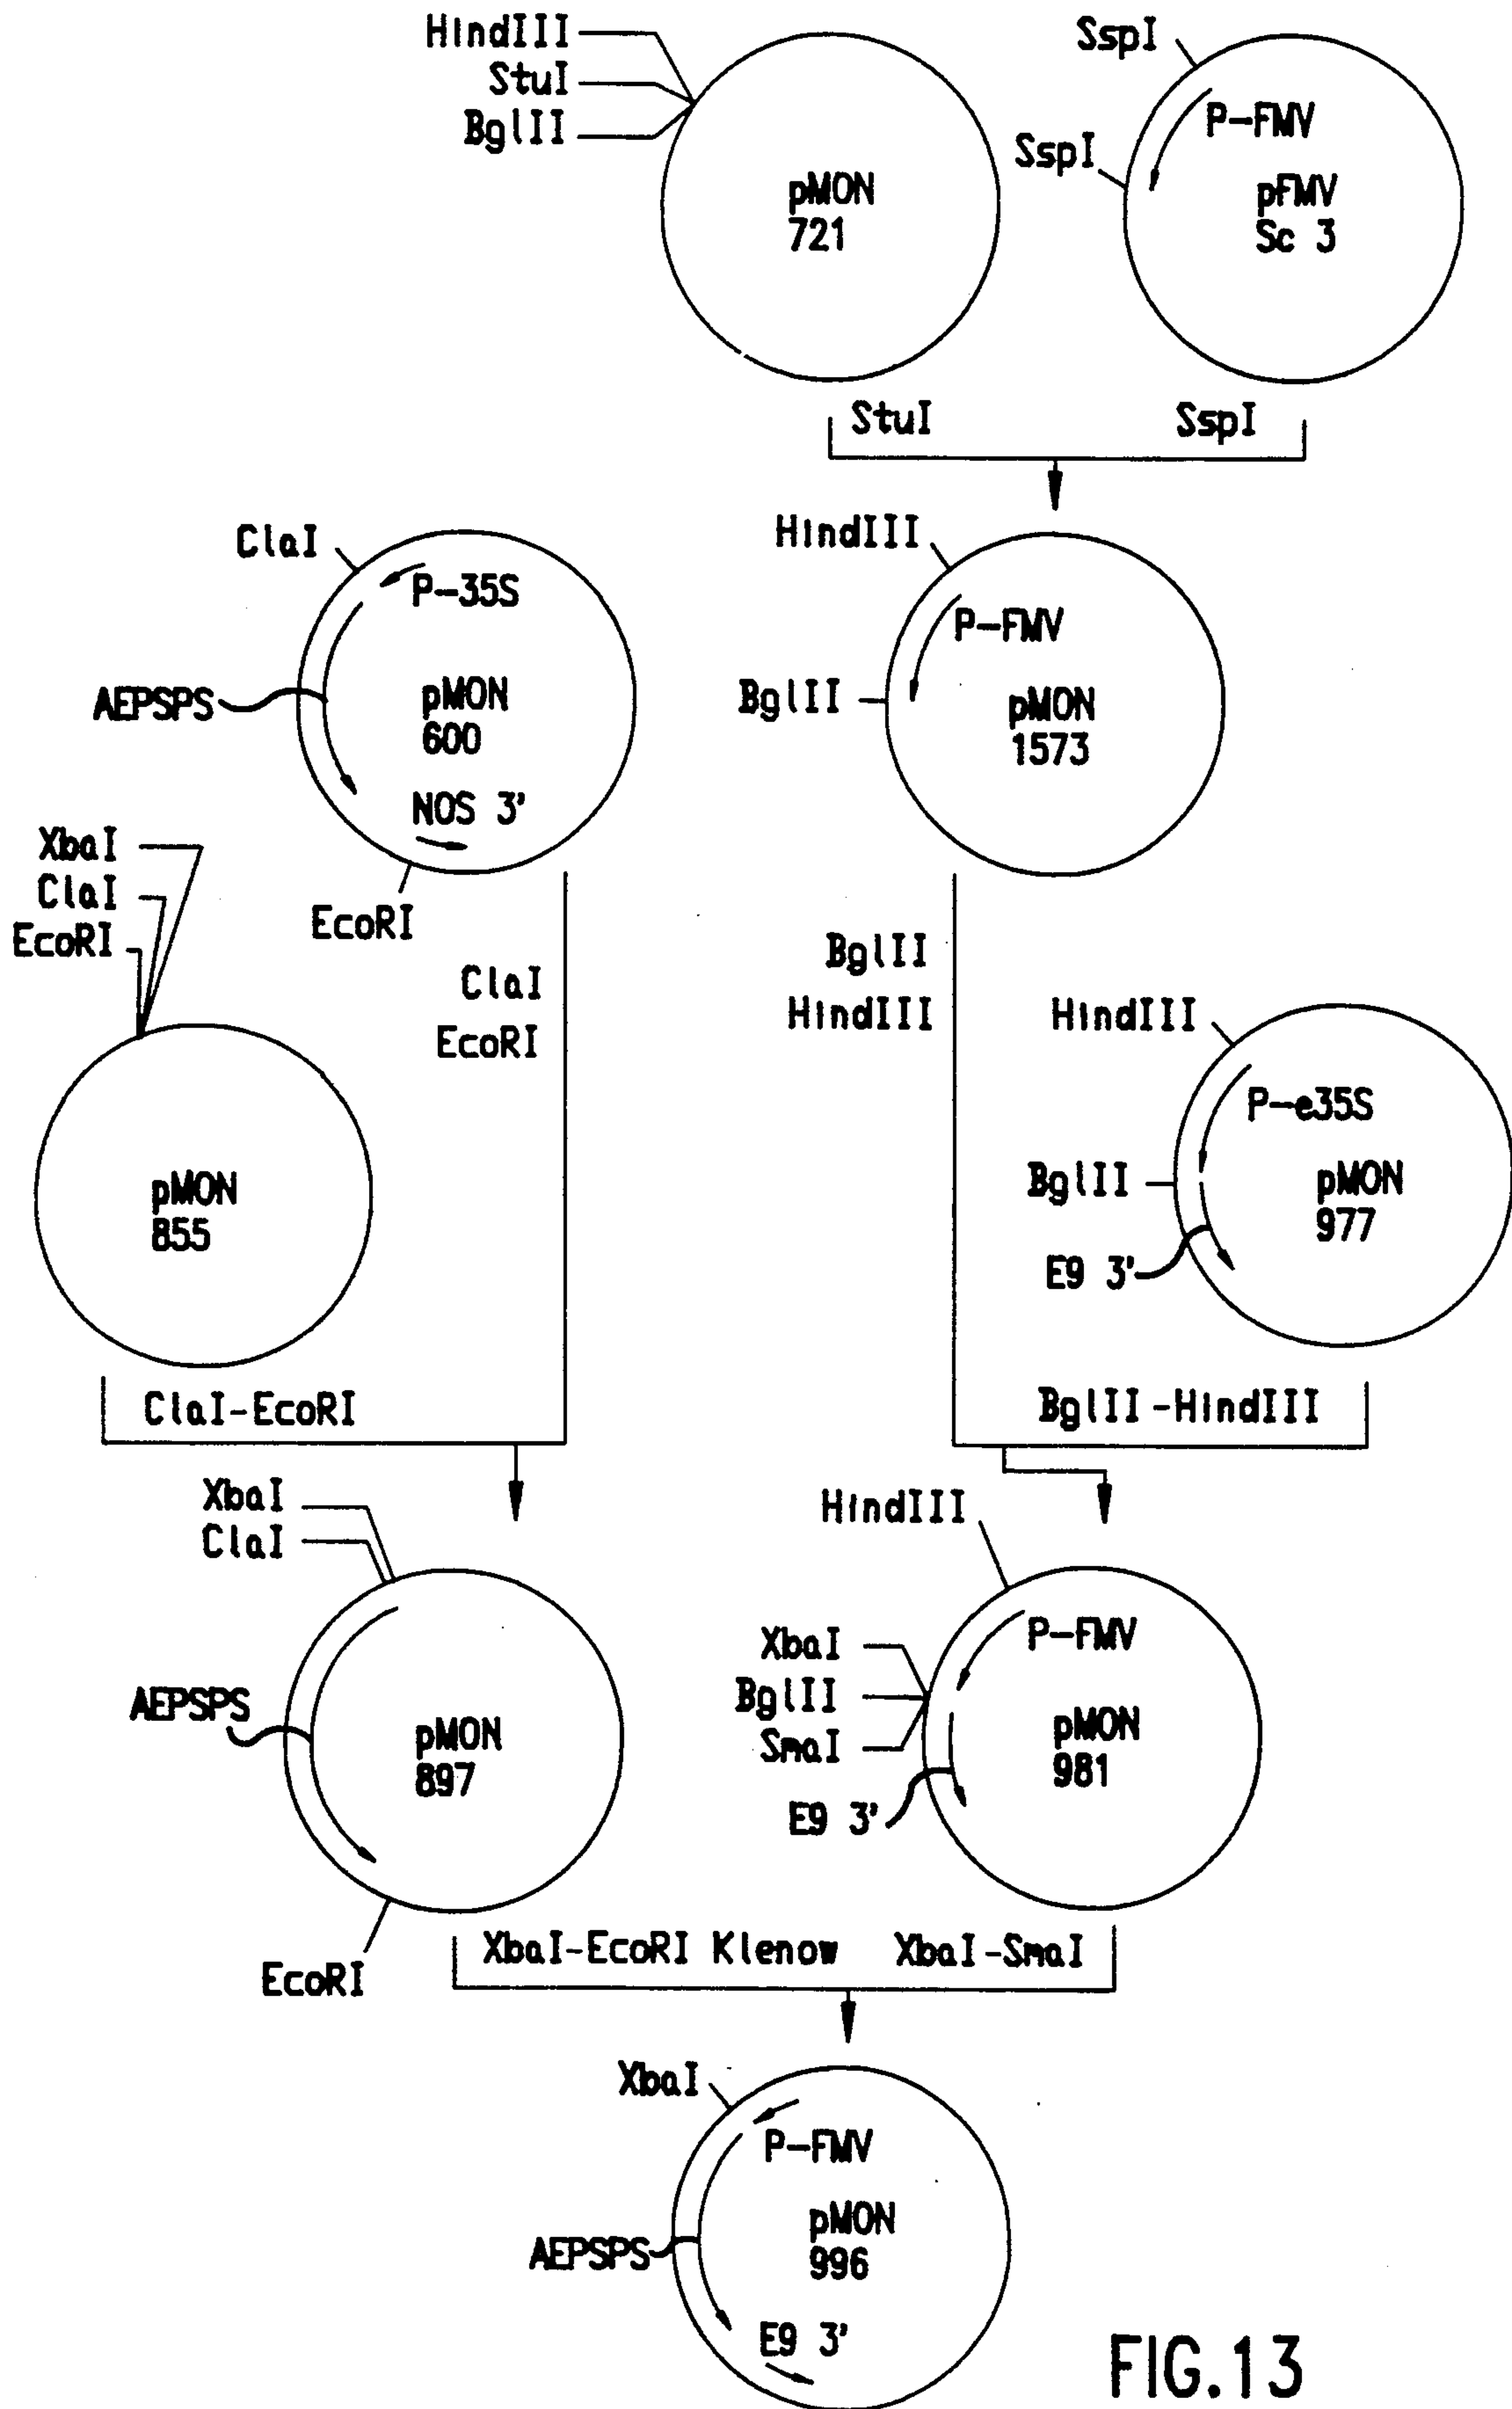 HindIII
StuI
BglII
pMON
721
SspI
SspI
P-FMV
pFMV
Sc 3
StuI
SspI
ClaI
P-35S
AEPSPS
pMON
600
NOS 3'
EcoRI
HindIII
P-FMV
BglII
pMON
1573
XbaI
ClaI
EcoRI
pMON
855
ClaI
EcoRI
BglII
HindIII
HindIII
P-e35S
BglII
pMON
977
E9 3'
ClaI-EcoRI
BglII-HindIII
XbaI
ClaI
AEPSPS
pMON
897
EcoRI
HindIII
P-FMV
XbaI
BglII
SmaI
pMON
981
E9 3'
XbaI-EcoRI Klenow
XbaI-SmaI
XbaI
P-FMV
pMON
996
AEPSPS
E9 3'
FIG.13